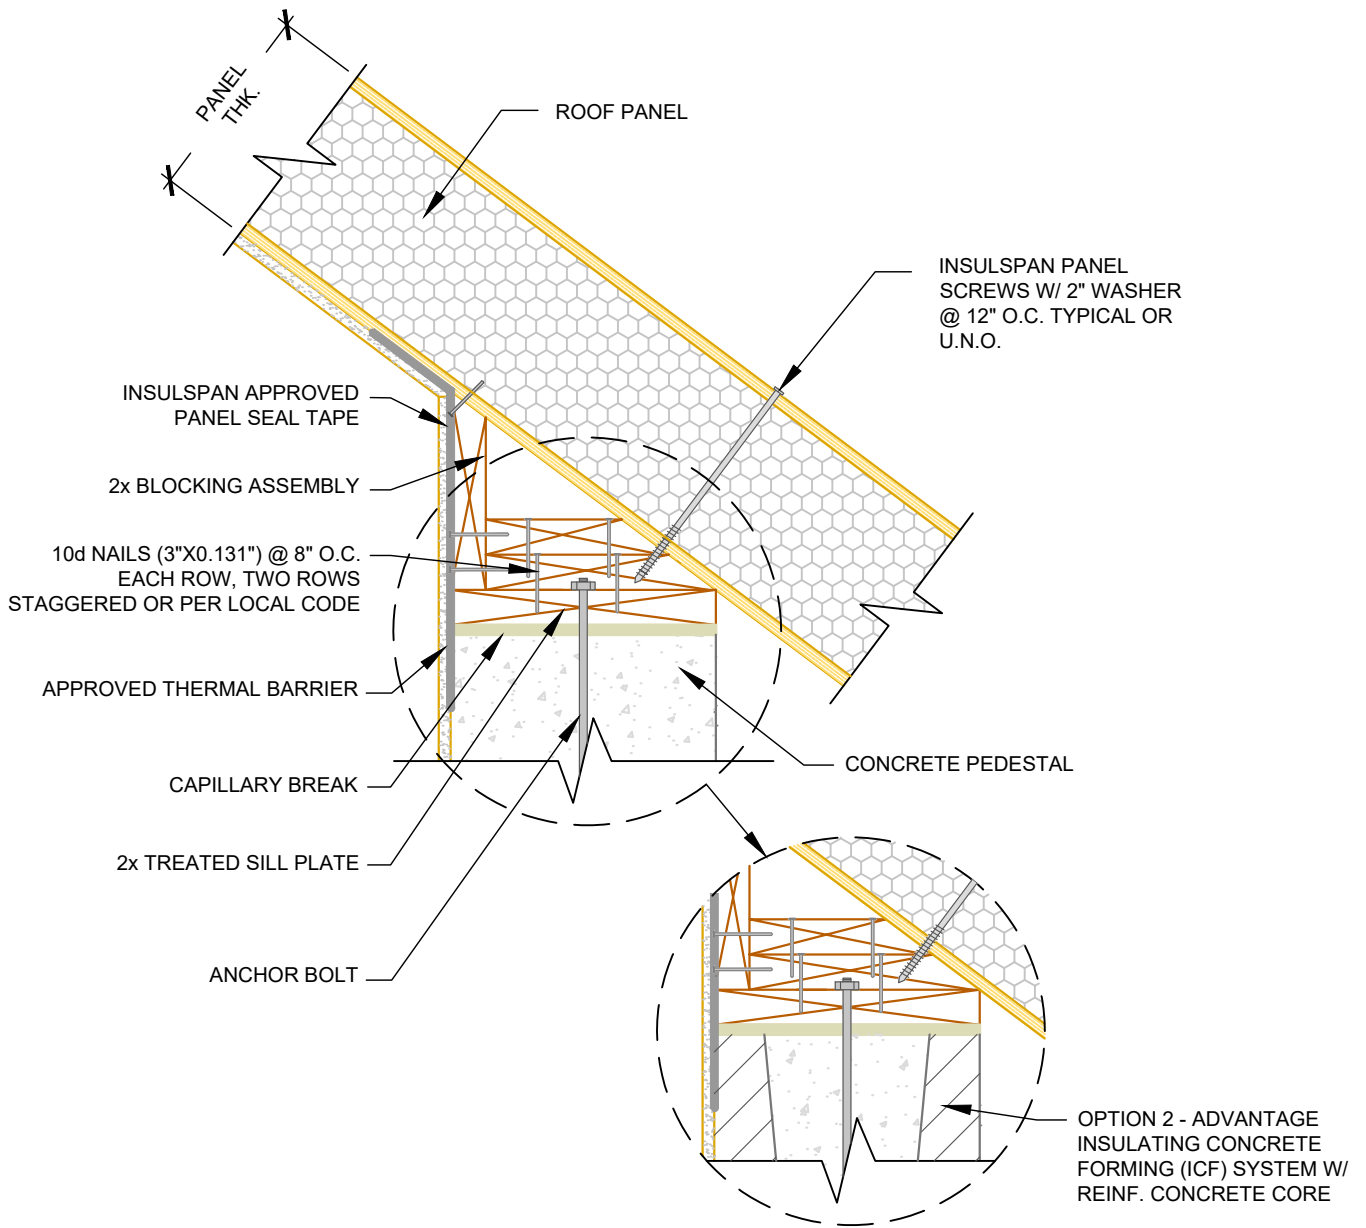 PANEL
THK.
ROOF PANEL
INSULSPAN PANEL
SCREWS W/ 2" WASHER
@ 12" O.C. TYPICAL OR
U.N.O.
INSULSPAN APPROVED
PANEL SEAL TAPE
2x BLOCKING ASSEMBLY
10d NAILS (3"X0.131") @ 8" O.C.
EACH ROW, TWO ROWS
STAGGERED OR PER LOCAL CODE
APPROVED THERMAL BARRIER
CONCRETE PEDESTAL
CAPILLARY BREAK
2x TREATED SILL PLATE
ANCHOR BOLT
OPTION 2 - ADVANTAGE
INSULATING CONCRETE
FORMING (ICF) SYSTEM W/
REINF. CONCRETE CORE